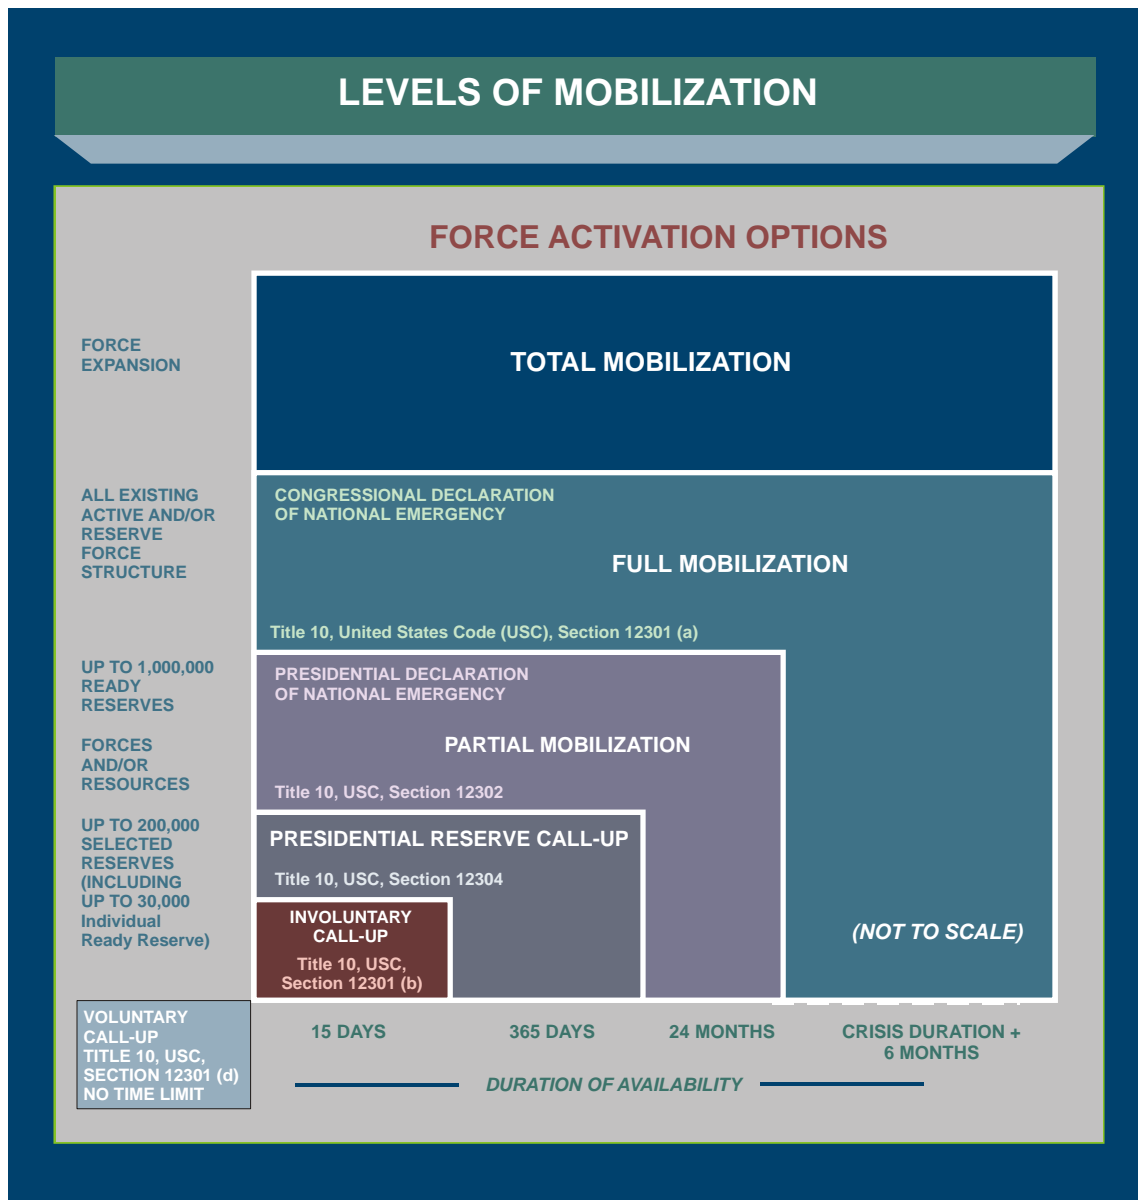 LEVELS OF MOBILIZATION
FORCE ACTIVATION OPTIONS
FORCE
EXPANSION
TOTAL MOBILIZATION
ALL EXISTING
ACTIVE AND/OR
RESERVE
FORCE
STRUCTURE
CONGRESSIONAL DECLARATION
OF NATIONAL EMERGENCY
FULL MOBILIZATION
Title 10, United States Code (USC), Section 12301 (a)
UP TO 1,000,000
READY
RESERVES
PRESIDENTIAL DECLARATION
OF NATIONAL EMERGENCY
FORCES
AND/OR
RESOURCES
PARTIAL MOBILIZATION
Title 10, USC, Section 12302
UP TO 200,000
SELECTED
RESERVES
(INCLUDING
UP TO 30,000
Individual
Ready Reserve)
PRESIDENTIAL RESERVE CALL-UP
Title 10, USC, Section 12304
INVOLUNTARY
CALL-UP
Title 10, USC,
Section 12301 (b)
(NOT TO SCALE)
VOLUNTARY
CALL-UP
TITLE 10, USC,
SECTION 12301 (d)
NO TIME LIMIT
15 DAYS
365 DAYS
24 MONTHS
CRISIS DURATION +
6 MONTHS
DURATION OF AVAILABILITY